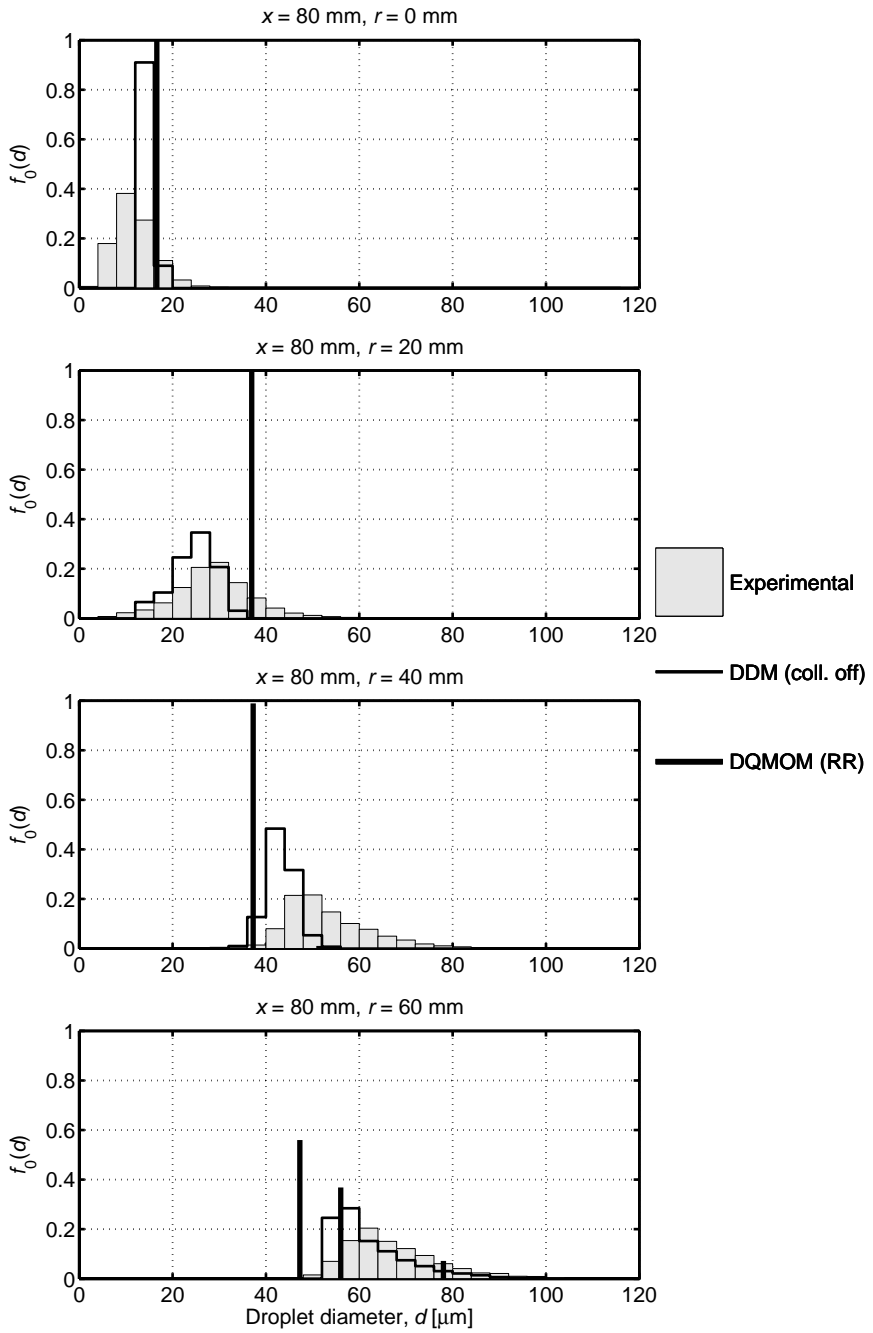 x = 80 mm, r = 0 mm
1
0.8
0.6
0.4
0.2
0
f0(d)
0 20 40 60 80 100 120
x = 80 mm, r = 20 mm
1
0.8
0.6
0.4
0.2
0
f0(d)
0 20 40 60 80 100 120
Experimental
DDM (coll. off)
DQMOM (RR)
x = 80 mm, r = 40 mm
1
0.8
0.6
0.4
0.2
0
f0(d)
0 20 40 60 80 100 120
x = 80 mm, r = 60 mm
1
0.8
0.6
0.4
0.2
0
f0(d)
0 20 40 60 80 100 120
Droplet diameter, d [μm]